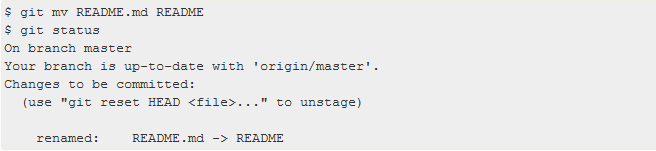 $ git mv README.md README
$ git status
On branch master
Your branch is up-to-date with 'origin/master'.
Changes to be committed:
  (use "git reset HEAD <file>..." to unstage)
    renamed:    README.md -> README